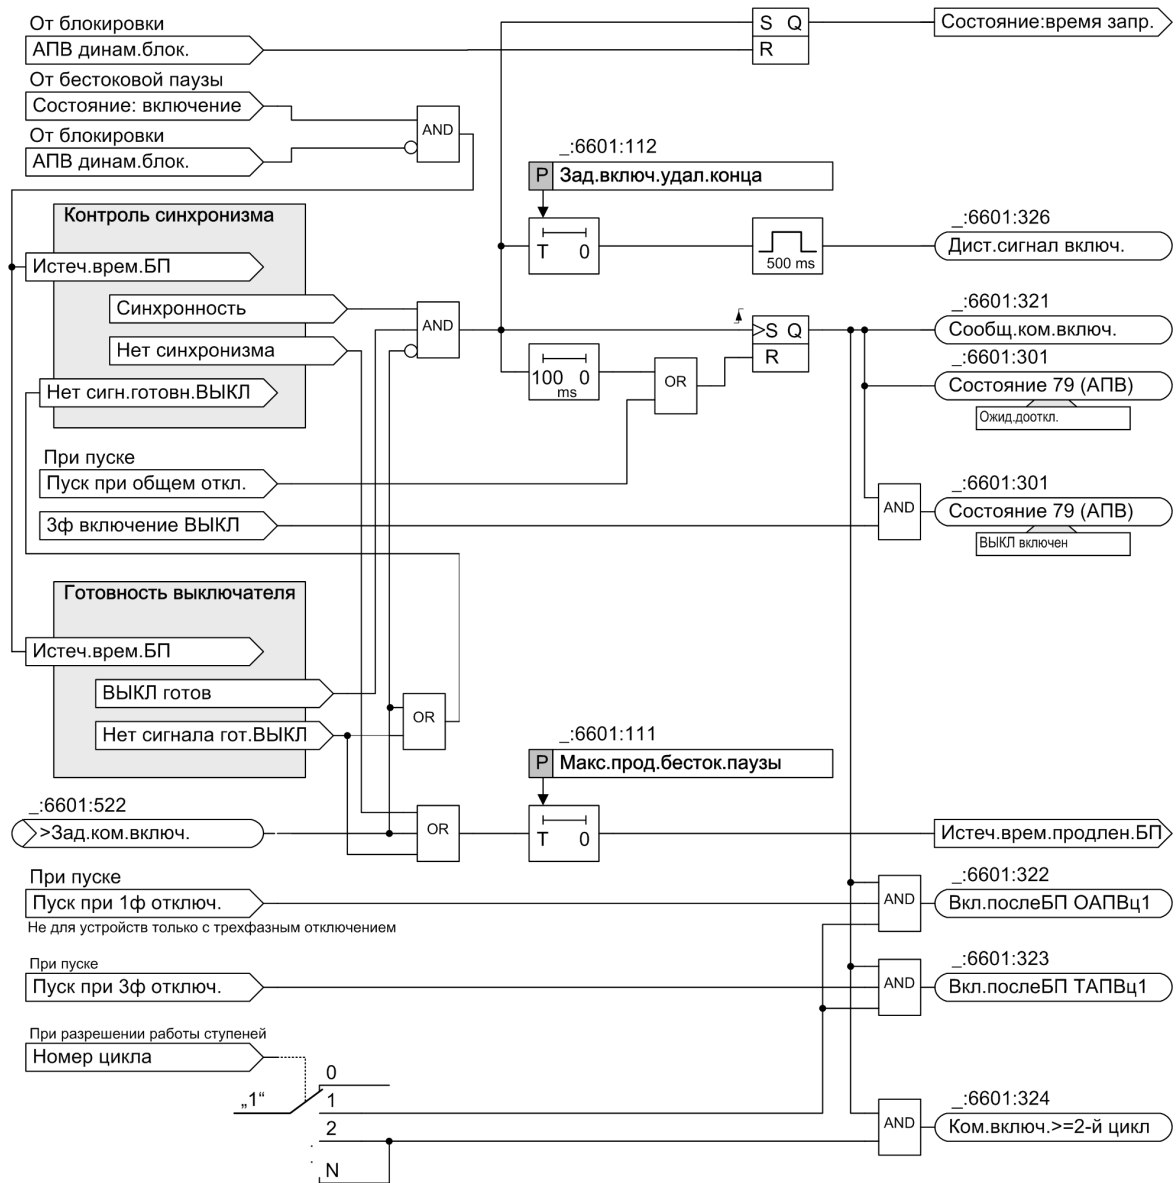 От блокировки
АПВ динам.блок.
S Q
R
Состояние:время запр.
От бестоковой паузы
Состояние: включение
От блокировки
АПВ динам.блок.
AND
_:6601:112
P Зад.включ.удал.конца
T 0
500 ms
_:6601:326
Дист.сигнал включ.
Контроль синхронизма
Истеч.врем.БП
Синхронность
Нет синхронизма
Нет сигн.готовн.ВЫКЛ
AND
100 0
ms
OR
>S Q
R
_:6601:321
Сообщ.ком.включ.
_:6601:301
Состояние 79 (АПВ)
Ожид.дооткл.
При пуске
Пуск при общем откл.
3ф включение ВЫКЛ
AND
_:6601:301
Состояние 79 (АПВ)
ВЫКЛ включен
Готовность выключателя
Истеч.врем.БП
ВЫКЛ готов
Нет сигнала гот.ВЫКЛ
OR
_:6601:111
P Макс.прод.бесток.паузы
T 0
_:6601:522
>Зад.ком.включ.
OR
Истеч.врем.продлен.БП
При пуске
Пуск при 1ф отключ.
Не для устройств только с трехфазным отключением
AND
_:6601:322
Вкл.послеБП ОАПВц1
При пуске
Пуск при 3ф отключ.
AND
_:6601:323
Вкл.послеБП ТАПВц1
При разрешении работы ступеней
Номер цикла
„1“
0
1
2
N
AND
_:6601:324
Ком.включ.>=2-й цикл